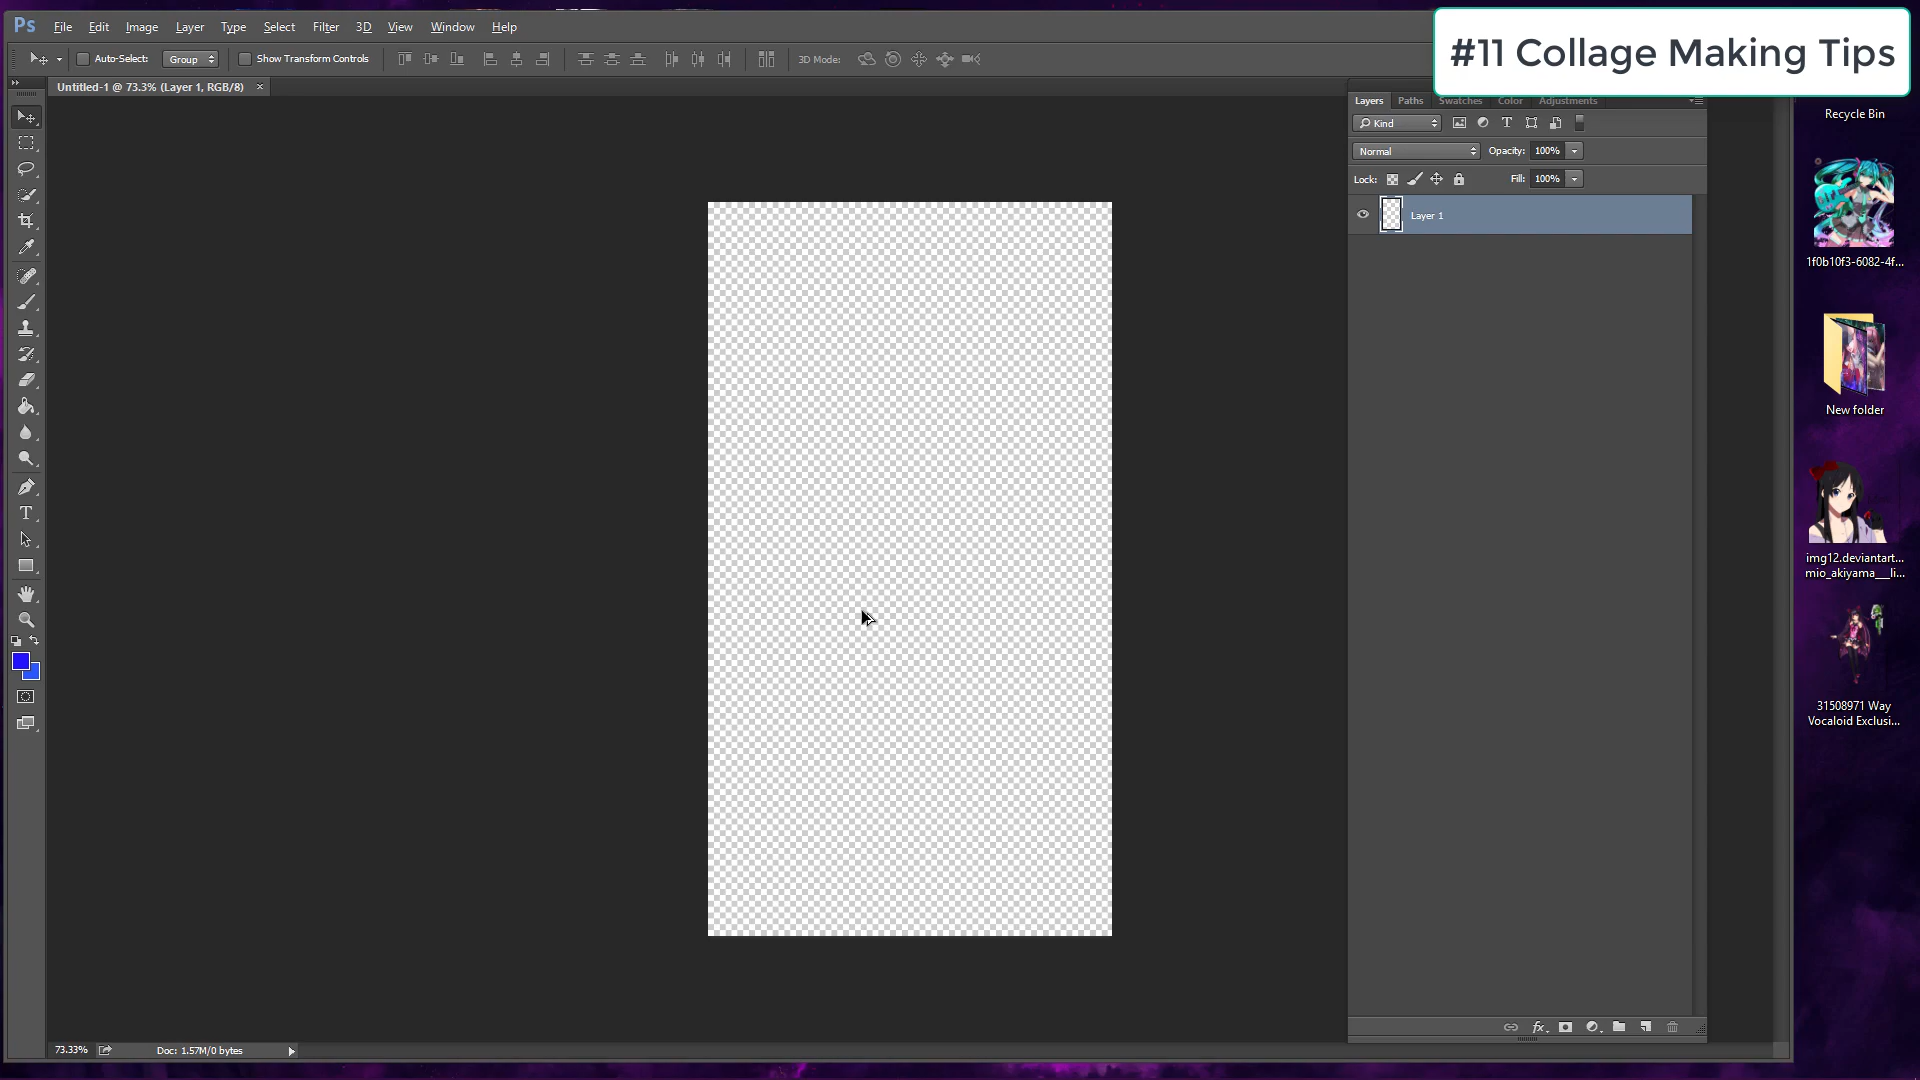 Ps File Edit Image Layer Type Select Filter 3D View Window Help
#11 Collage Making Tips
Auto-Select: Group Show Transform Controls 3D Mode:
Untitled-1 @ 73.3% (Layer 1, RGB/8) ×
Layers Paths Swatches Color Adjustments
Kind T
Normal Opacity: 100%
Lock: Fill: 100%
Layer 1
T
fx
73.33% Doc: 1.57M/0 bytes
Recycle Bin
1f0b10f3-6082-4f...
New folder
img12.deviantart...
mio_akiyama__li...
31508971 Way
Vocaloid Exclusi...